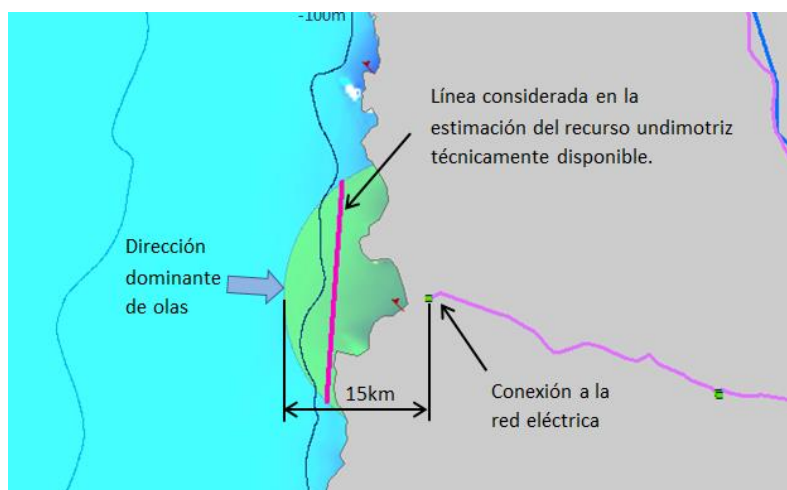 -100m
Línea considerada en la
estimación del recurso undimotriz
técnicamente disponible.
Dirección
dominante
de olas
15km
Conexión a la
red eléctrica